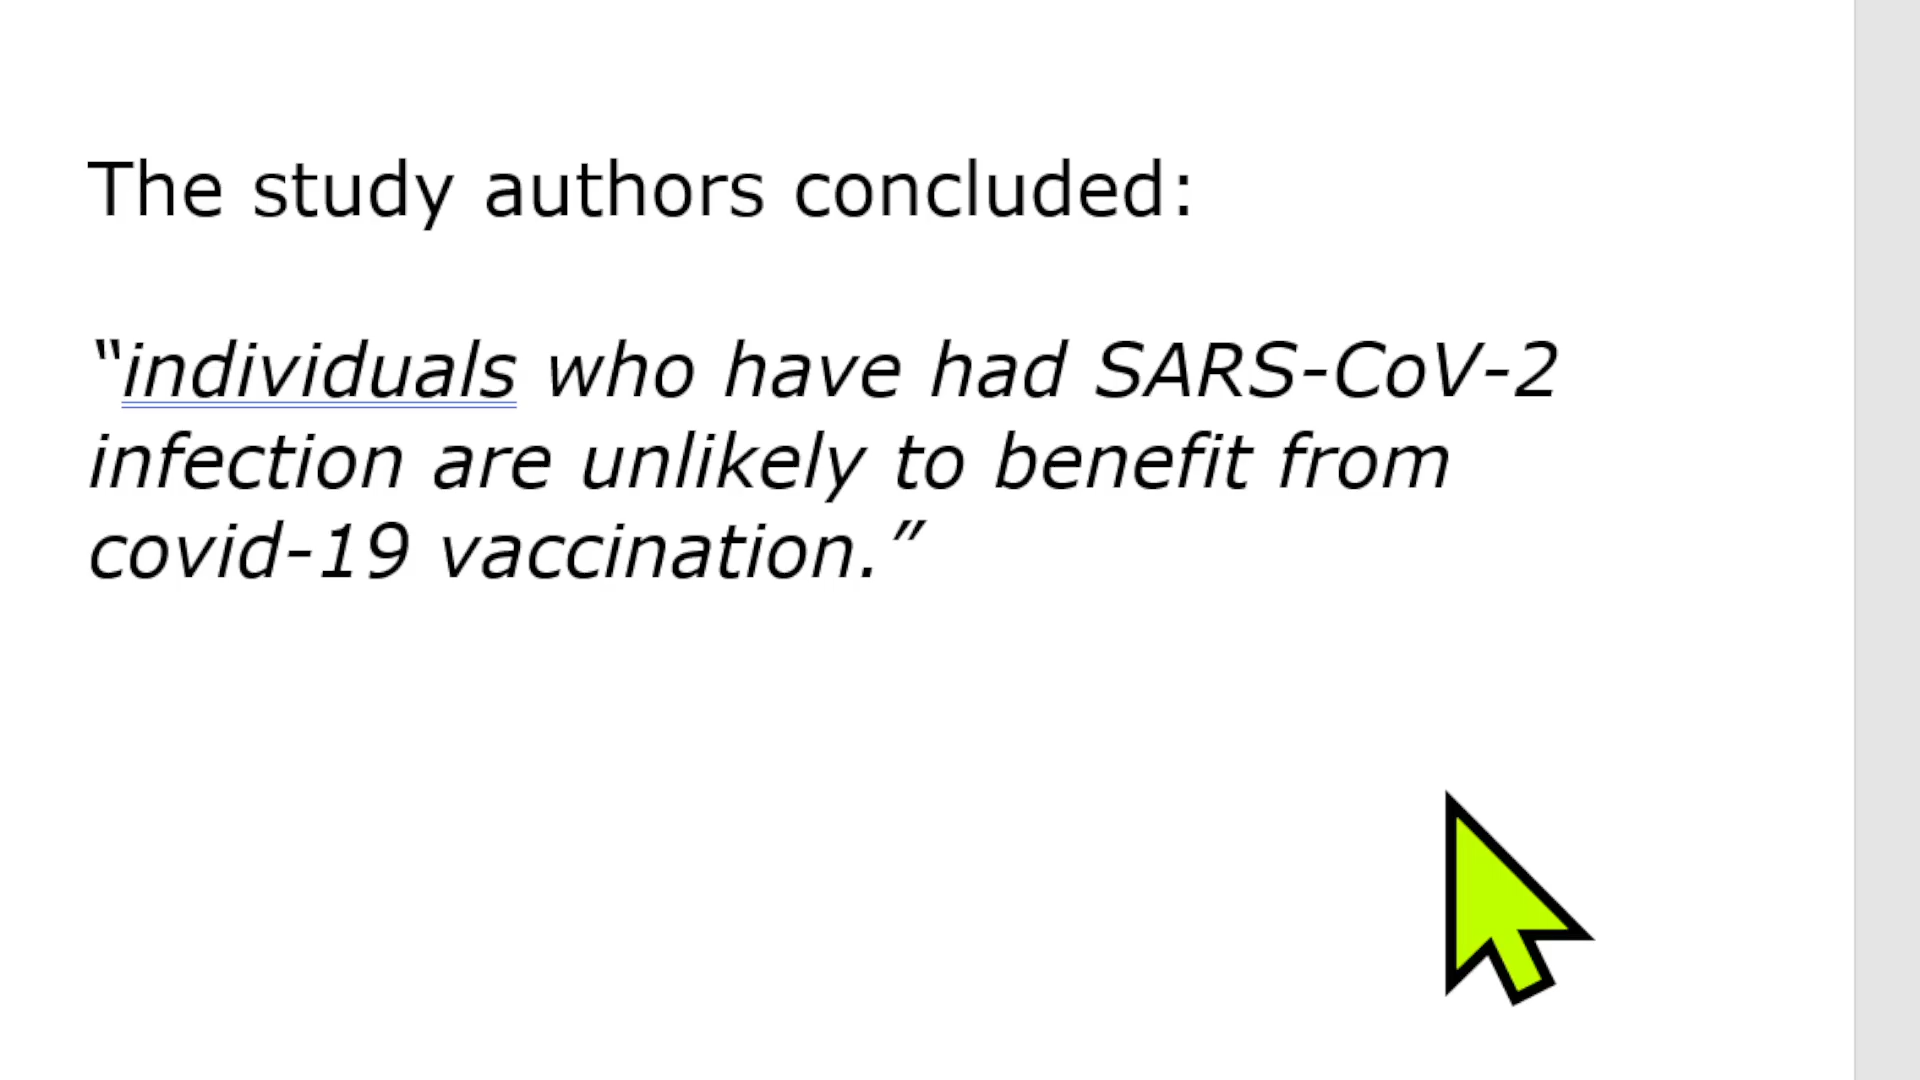 The study authors concluded:
“individuals who have had SARS-CoV-2
infection are unlikely to benefit from
covid-19 vaccination.”